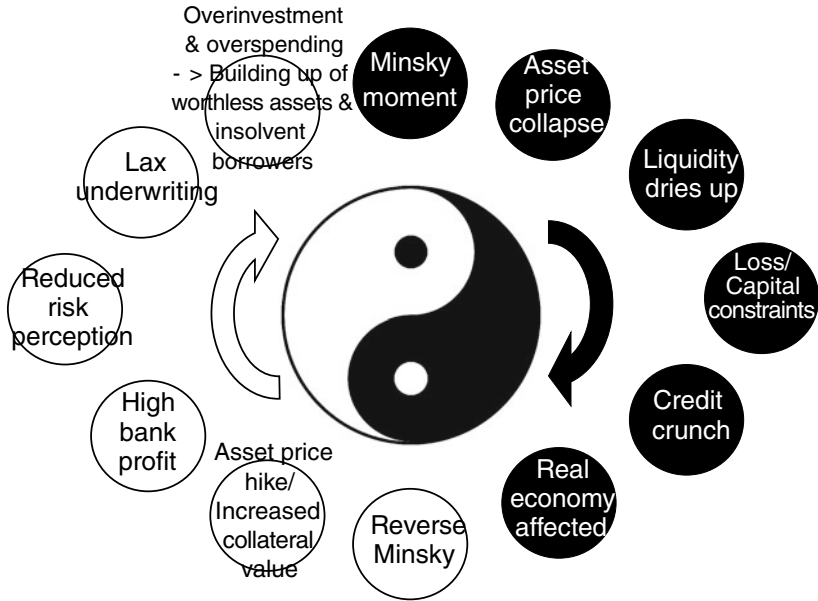 Overinvestment
& overspending
- > Building up of
worthless assets &
insolvent
borrowers
Minsky
moment
Asset
price
collapse
Liquidity
dries up
Loss/
Capital
constraints
Credit
crunch
Real
economy
affected
Reverse
Minsky
Asset price
hike/
Increased
collateral
value
High
bank
profit
Reduced
risk
perception
Lax
underwriting